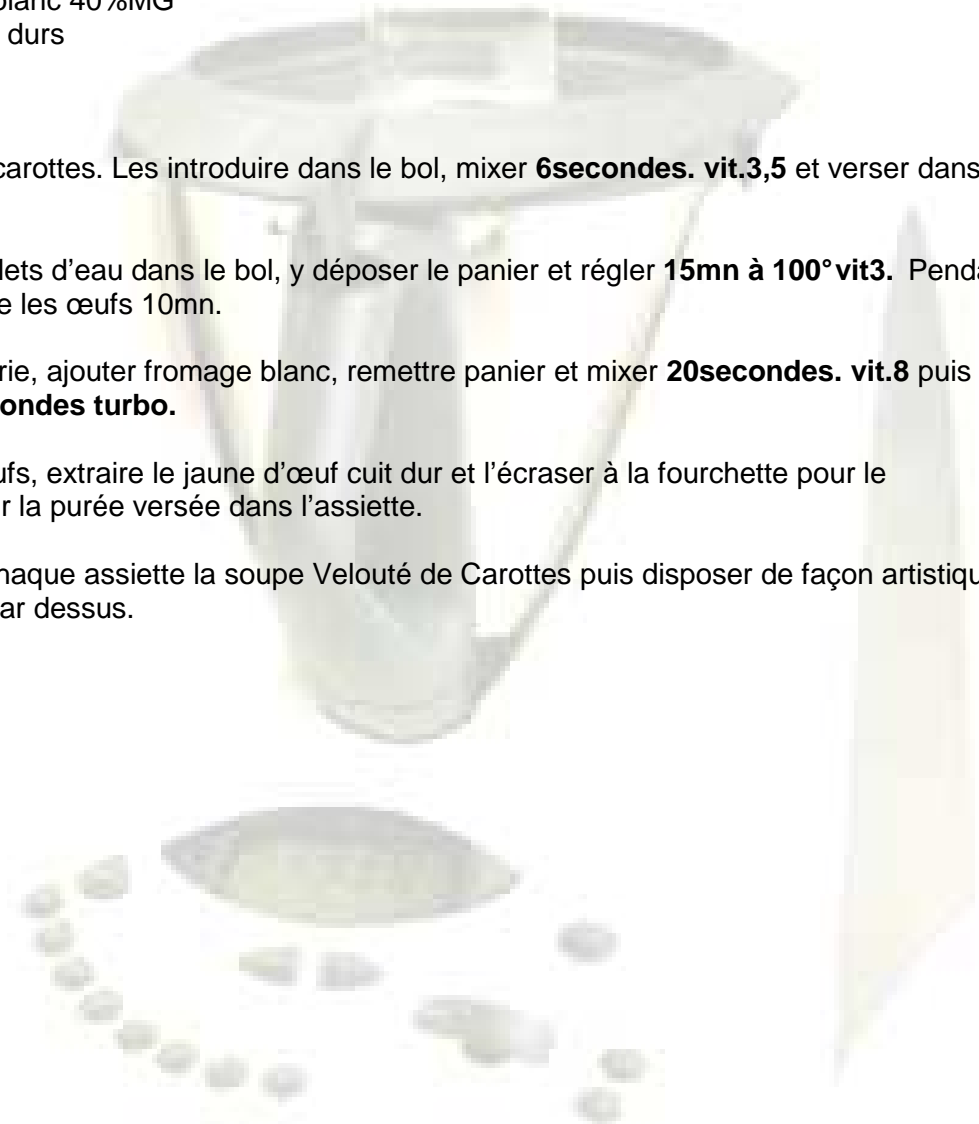 blanc 40%MG
durs
carottes. Les introduire dans le bol, mixer 6secondes. vit.3,5 et verser dans
lets d’eau dans le bol, y déposer le panier et régler 15mn à 100° vit3. Penda
e les œufs 10mn.
rie, ajouter fromage blanc, remettre panier et mixer 20secondes. vit.8 puis
ondes turbo.
ufs, extraire le jaune d’œuf cuit dur et l’écraser à la fourchette pour le
r la purée versée dans l’assiette.
haque assiette la soupe Velouté de Carottes puis disposer de façon artistiqu
ar dessus.